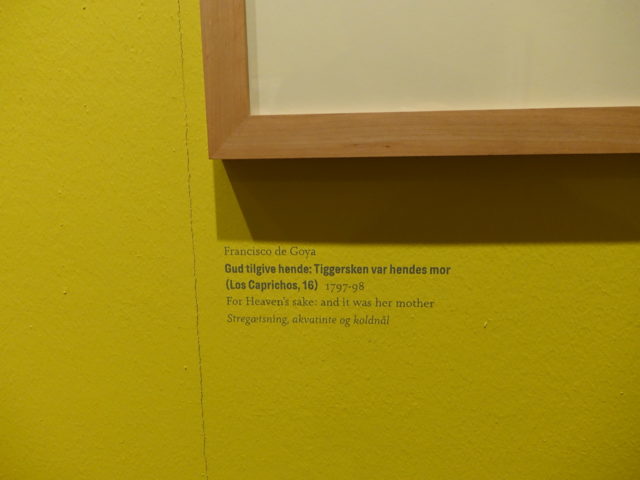 Francisco de Goya
Gud tilgive hende: Tiggersken var hendes mor
(Los Caprichos, 16) 1797-98
For Heaven's sake: and it was her mother
Stregætsning, akvatinte og koldnål